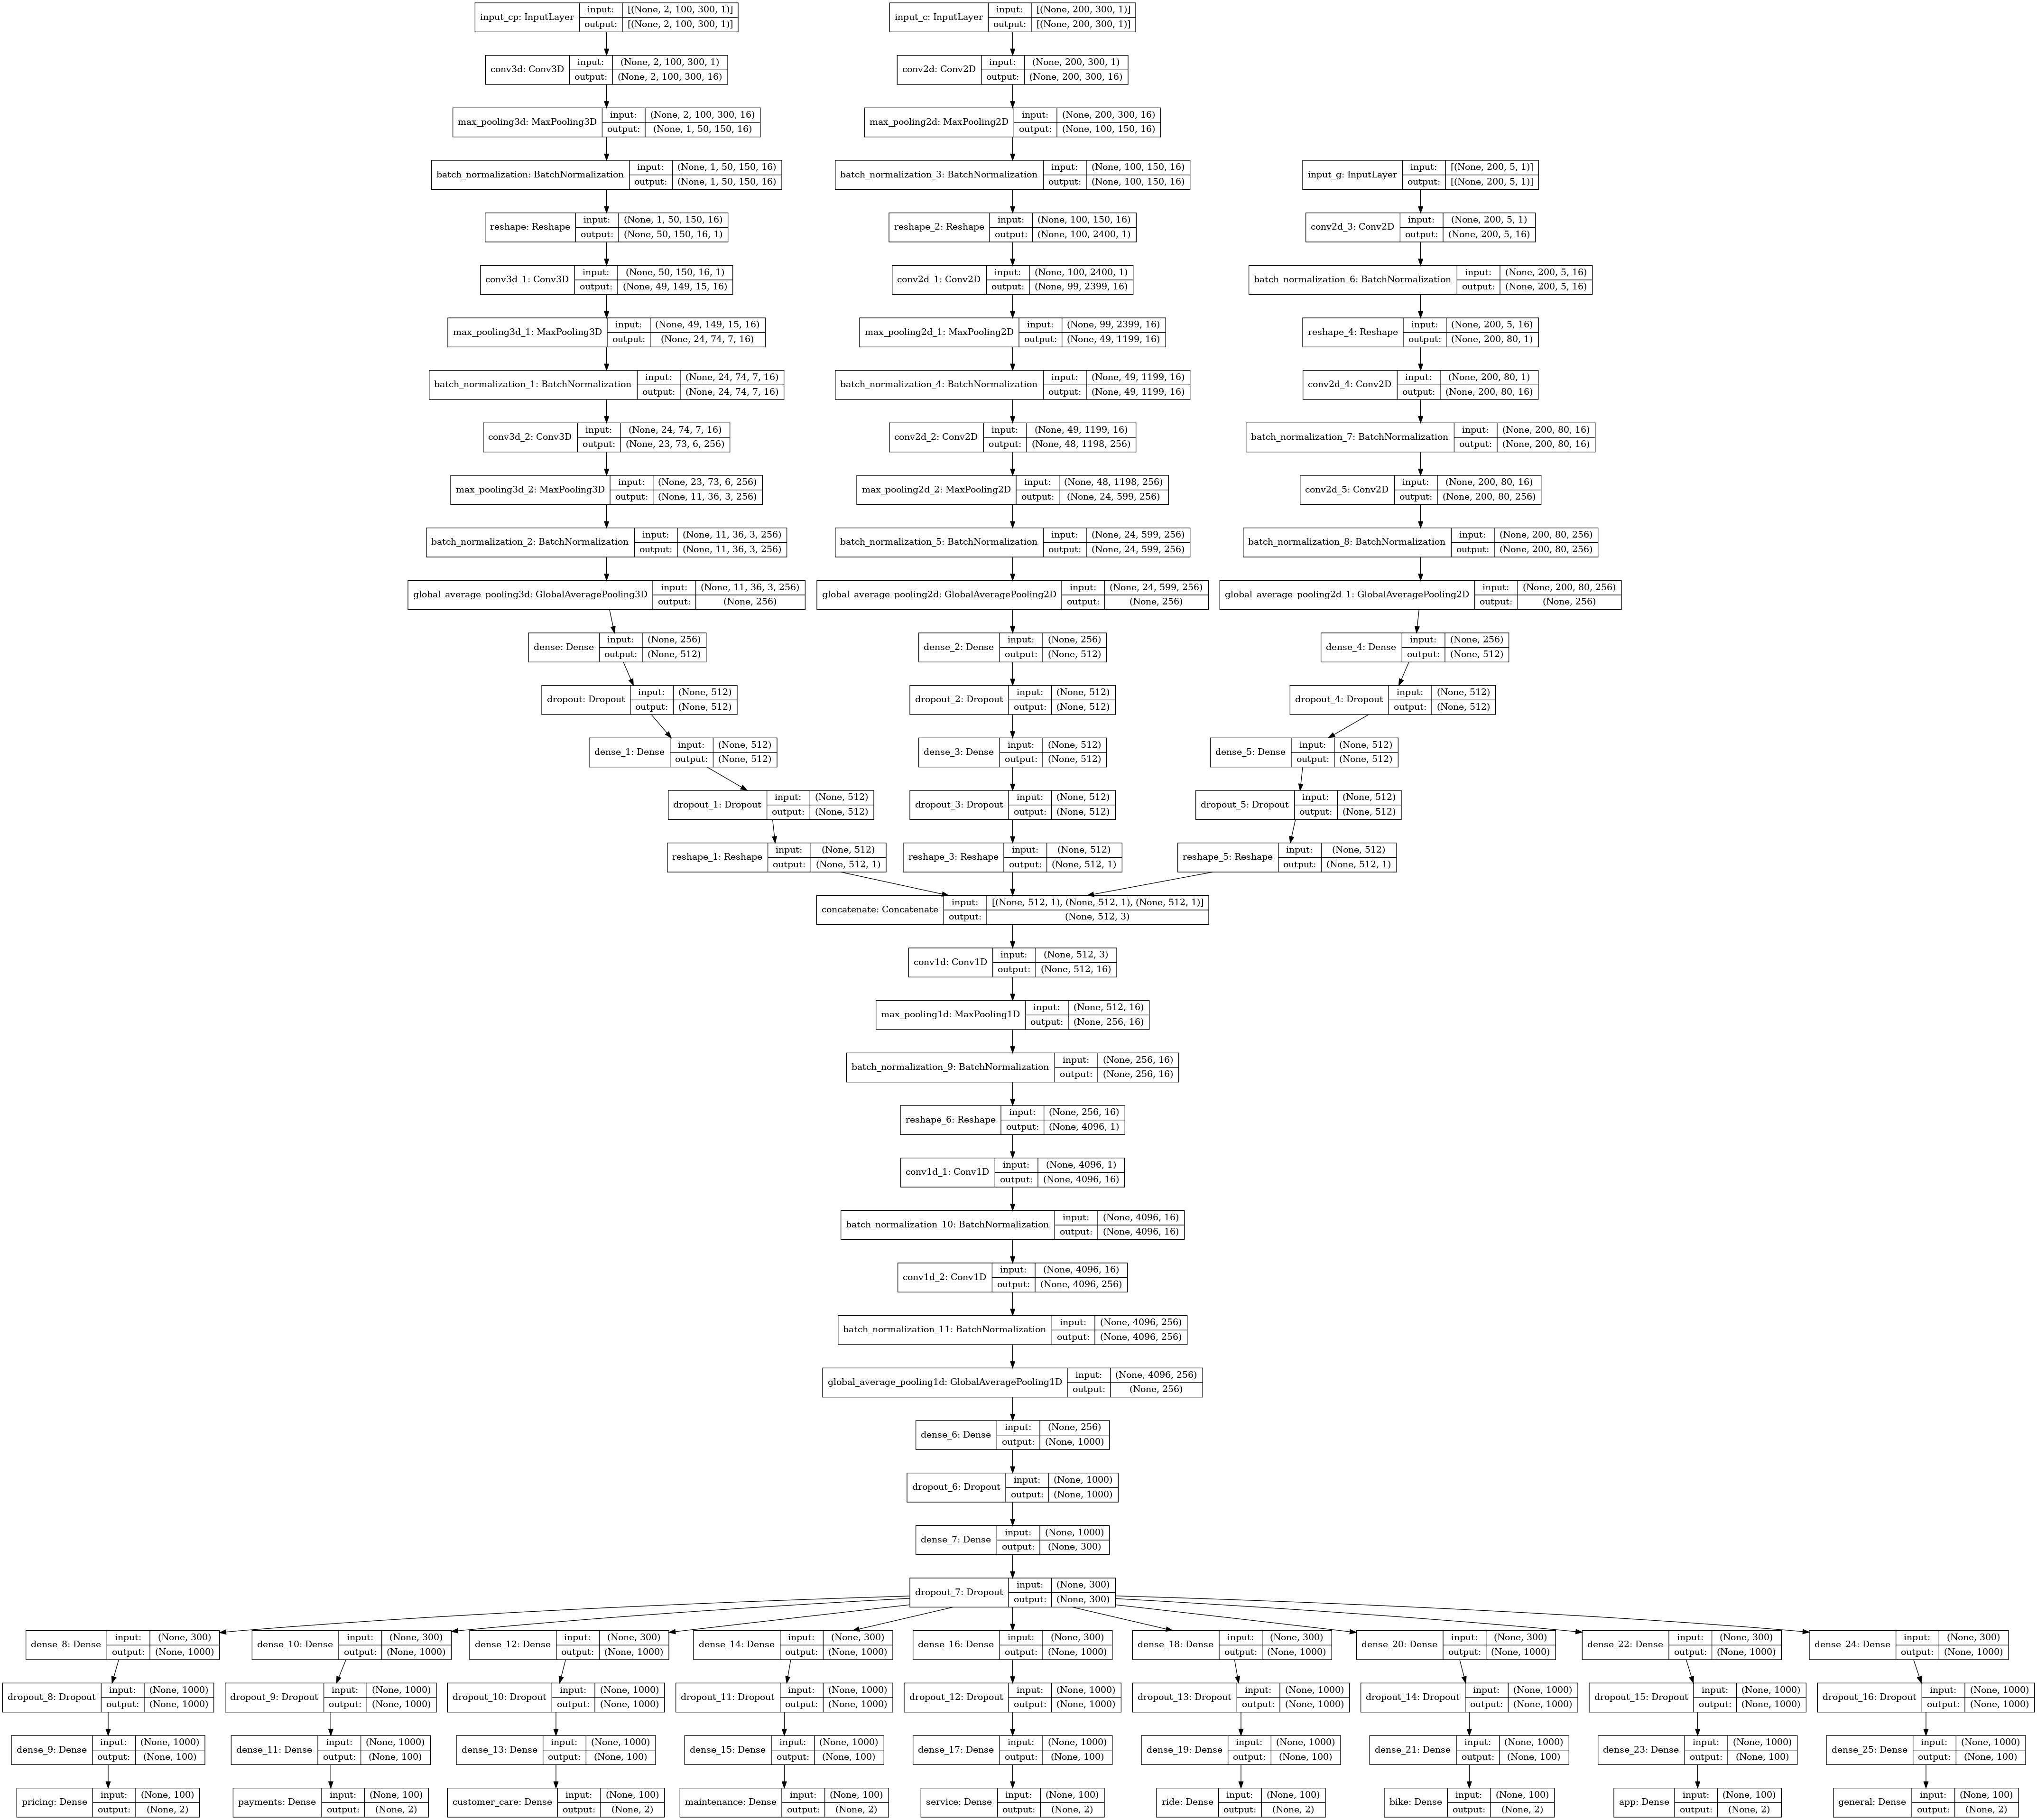 input_cp: InputLayer
input: [(None, 2, 100, 300, 1)]
output: [(None, 2, 100, 300, 1)]
conv3d: Conv3D
input: (None, 2, 100, 300, 1)
output: (None, 2, 100, 300, 16)
max_pooling3d: MaxPooling3D
input: (None, 2, 100, 300, 16)
output: (None, 1, 50, 150, 16)
batch_normalization: BatchNormalization
input: (None, 1, 50, 150, 16)
output: (None, 1, 50, 150, 16)
reshape: Reshape
input: (None, 1, 50, 150, 16)
output: (None, 50, 150, 16, 1)
conv3d_1: Conv3D
input: (None, 50, 150, 16, 1)
output: (None, 49, 149, 15, 16)
max_pooling3d_1: MaxPooling3D
input: (None, 49, 149, 15, 16)
output: (None, 24, 74, 7, 16)
batch_normalization_1: BatchNormalization
input: (None, 24, 74, 7, 16)
output: (None, 24, 74, 7, 16)
conv3d_2: Conv3D
input: (None, 24, 74, 7, 16)
output: (None, 23, 73, 6, 256)
max_pooling3d_2: MaxPooling3D
input: (None, 23, 73, 6, 256)
output: (None, 11, 36, 3, 256)
batch_normalization_2: BatchNormalization
input: (None, 11, 36, 3, 256)
output: (None, 11, 36, 3, 256)
global_average_pooling3d: GlobalAveragePooling3D
input: (None, 11, 36, 3, 256)
output: (None, 256)
dense: Dense
input: (None, 256)
output: (None, 512)
dropout: Dropout
input: (None, 512)
output: (None, 512)
dense_1: Dense
input: (None, 512)
output: (None, 512)
dropout_1: Dropout
input: (None, 512)
output: (None, 512)
reshape_1: Reshape
input: (None, 512)
output: (None, 512, 1)
input_c: InputLayer
input: [(None, 200, 300, 1)]
output: [(None, 200, 300, 1)]
conv2d: Conv2D
input: (None, 200, 300, 1)
output: (None, 200, 300, 16)
max_pooling2d: MaxPooling2D
input: (None, 200, 300, 16)
output: (None, 100, 150, 16)
batch_normalization_3: BatchNormalization
input: (None, 100, 150, 16)
output: (None, 100, 150, 16)
reshape_2: Reshape
input: (None, 100, 150, 16)
output: (None, 100, 2400, 1)
conv2d_1: Conv2D
input: (None, 100, 2400, 1)
output: (None, 99, 2399, 16)
max_pooling2d_1: MaxPooling2D
input: (None, 99, 2399, 16)
output: (None, 49, 1199, 16)
batch_normalization_4: BatchNormalization
input: (None, 49, 1199, 16)
output: (None, 49, 1199, 16)
conv2d_2: Conv2D
input: (None, 49, 1199, 16)
output: (None, 48, 1198, 256)
max_pooling2d_2: MaxPooling2D
input: (None, 48, 1198, 256)
output: (None, 24, 599, 256)
batch_normalization_5: BatchNormalization
input: (None, 24, 599, 256)
output: (None, 24, 599, 256)
global_average_pooling2d: GlobalAveragePooling2D
input: (None, 24, 599, 256)
output: (None, 256)
dense_2: Dense
input: (None, 256)
output: (None, 512)
dropout_2: Dropout
input: (None, 512)
output: (None, 512)
dense_3: Dense
input: (None, 512)
output: (None, 512)
dropout_3: Dropout
input: (None, 512)
output: (None, 512)
reshape_3: Reshape
input: (None, 512)
output: (None, 512, 1)
input_g: InputLayer
input: [(None, 200, 5, 1)]
output: [(None, 200, 5, 1)]
conv2d_3: Conv2D
input: (None, 200, 5, 1)
output: (None, 200, 5, 16)
batch_normalization_6: BatchNormalization
input: (None, 200, 5, 16)
output: (None, 200, 5, 16)
reshape_4: Reshape
input: (None, 200, 5, 16)
output: (None, 200, 80, 1)
conv2d_4: Conv2D
input: (None, 200, 80, 1)
output: (None, 200, 80, 16)
batch_normalization_7: BatchNormalization
input: (None, 200, 80, 16)
output: (None, 200, 80, 16)
conv2d_5: Conv2D
input: (None, 200, 80, 16)
output: (None, 200, 80, 256)
batch_normalization_8: BatchNormalization
input: (None, 200, 80, 256)
output: (None, 200, 80, 256)
global_average_pooling2d_1: GlobalAveragePooling2D
input: (None, 200, 80, 256)
output: (None, 256)
dense_4: Dense
input: (None, 256)
output: (None, 512)
dropout_4: Dropout
input: (None, 512)
output: (None, 512)
dense_5: Dense
input: (None, 512)
output: (None, 512)
dropout_5: Dropout
input: (None, 512)
output: (None, 512)
reshape_5: Reshape
input: (None, 512)
output: (None, 512, 1)
concatenate: Concatenate
input: [(None, 512, 1), (None, 512, 1), (None, 512, 1)]
output: (None, 512, 3)
conv1d: Conv1D
input: (None, 512, 3)
output: (None, 512, 16)
max_pooling1d: MaxPooling1D
input: (None, 512, 16)
output: (None, 256, 16)
batch_normalization_9: BatchNormalization
input: (None, 256, 16)
output: (None, 256, 16)
reshape_6: Reshape
input: (None, 256, 16)
output: (None, 4096, 1)
conv1d_1: Conv1D
input: (None, 4096, 1)
output: (None, 4096, 16)
batch_normalization_10: BatchNormalization
input: (None, 4096, 16)
output: (None, 4096, 16)
conv1d_2: Conv1D
input: (None, 4096, 16)
output: (None, 4096, 256)
batch_normalization_11: BatchNormalization
input: (None, 4096, 256)
output: (None, 4096, 256)
global_average_pooling1d: GlobalAveragePooling1D
input: (None, 4096, 256)
output: (None, 256)
dense_6: Dense
input: (None, 256)
output: (None, 1000)
dropout_6: Dropout
input: (None, 1000)
output: (None, 1000)
dense_7: Dense
input: (None, 1000)
output: (None, 300)
dropout_7: Dropout
input: (None, 300)
output: (None, 300)
dense_8: Dense
input: (None, 300)
output: (None, 1000)
dropout_8: Dropout
input: (None, 1000)
output: (None, 1000)
dense_9: Dense
input: (None, 1000)
output: (None, 100)
pricing: Dense
input: (None, 100)
output: (None, 2)
dense_10: Dense
input: (None, 300)
output: (None, 1000)
dropout_9: Dropout
input: (None, 1000)
output: (None, 1000)
dense_11: Dense
input: (None, 1000)
output: (None, 100)
payments: Dense
input: (None, 100)
output: (None, 2)
dense_12: Dense
input: (None, 300)
output: (None, 1000)
dropout_10: Dropout
input: (None, 1000)
output: (None, 1000)
dense_13: Dense
input: (None, 1000)
output: (None, 100)
customer_care: Dense
input: (None, 100)
output: (None, 2)
dense_14: Dense
input: (None, 300)
output: (None, 1000)
dropout_11: Dropout
input: (None, 1000)
output: (None, 1000)
dense_15: Dense
input: (None, 1000)
output: (None, 100)
maintenance: Dense
input: (None, 100)
output: (None, 2)
dense_16: Dense
input: (None, 300)
output: (None, 1000)
dropout_12: Dropout
input: (None, 1000)
output: (None, 1000)
dense_17: Dense
input: (None, 1000)
output: (None, 100)
service: Dense
input: (None, 100)
output: (None, 2)
dense_18: Dense
input: (None, 300)
output: (None, 1000)
dropout_13: Dropout
input: (None, 1000)
output: (None, 1000)
dense_19: Dense
input: (None, 1000)
output: (None, 100)
ride: Dense
input: (None, 100)
output: (None, 2)
dense_20: Dense
input: (None, 300)
output: (None, 1000)
dropout_14: Dropout
input: (None, 1000)
output: (None, 1000)
dense_21: Dense
input: (None, 1000)
output: (None, 100)
bike: Dense
input: (None, 100)
output: (None, 2)
dense_22: Dense
input: (None, 300)
output: (None, 1000)
dropout_15: Dropout
input: (None, 1000)
output: (None, 1000)
dense_23: Dense
input: (None, 1000)
output: (None, 100)
app: Dense
input: (None, 100)
output: (None, 2)
dense_24: Dense
input: (None, 300)
output: (None, 1000)
dropout_16: Dropout
input: (None, 1000)
output: (None, 1000)
dense_25: Dense
input: (None, 1000)
output: (None, 100)
general: Dense
input: (None, 100)
output: (None, 2)